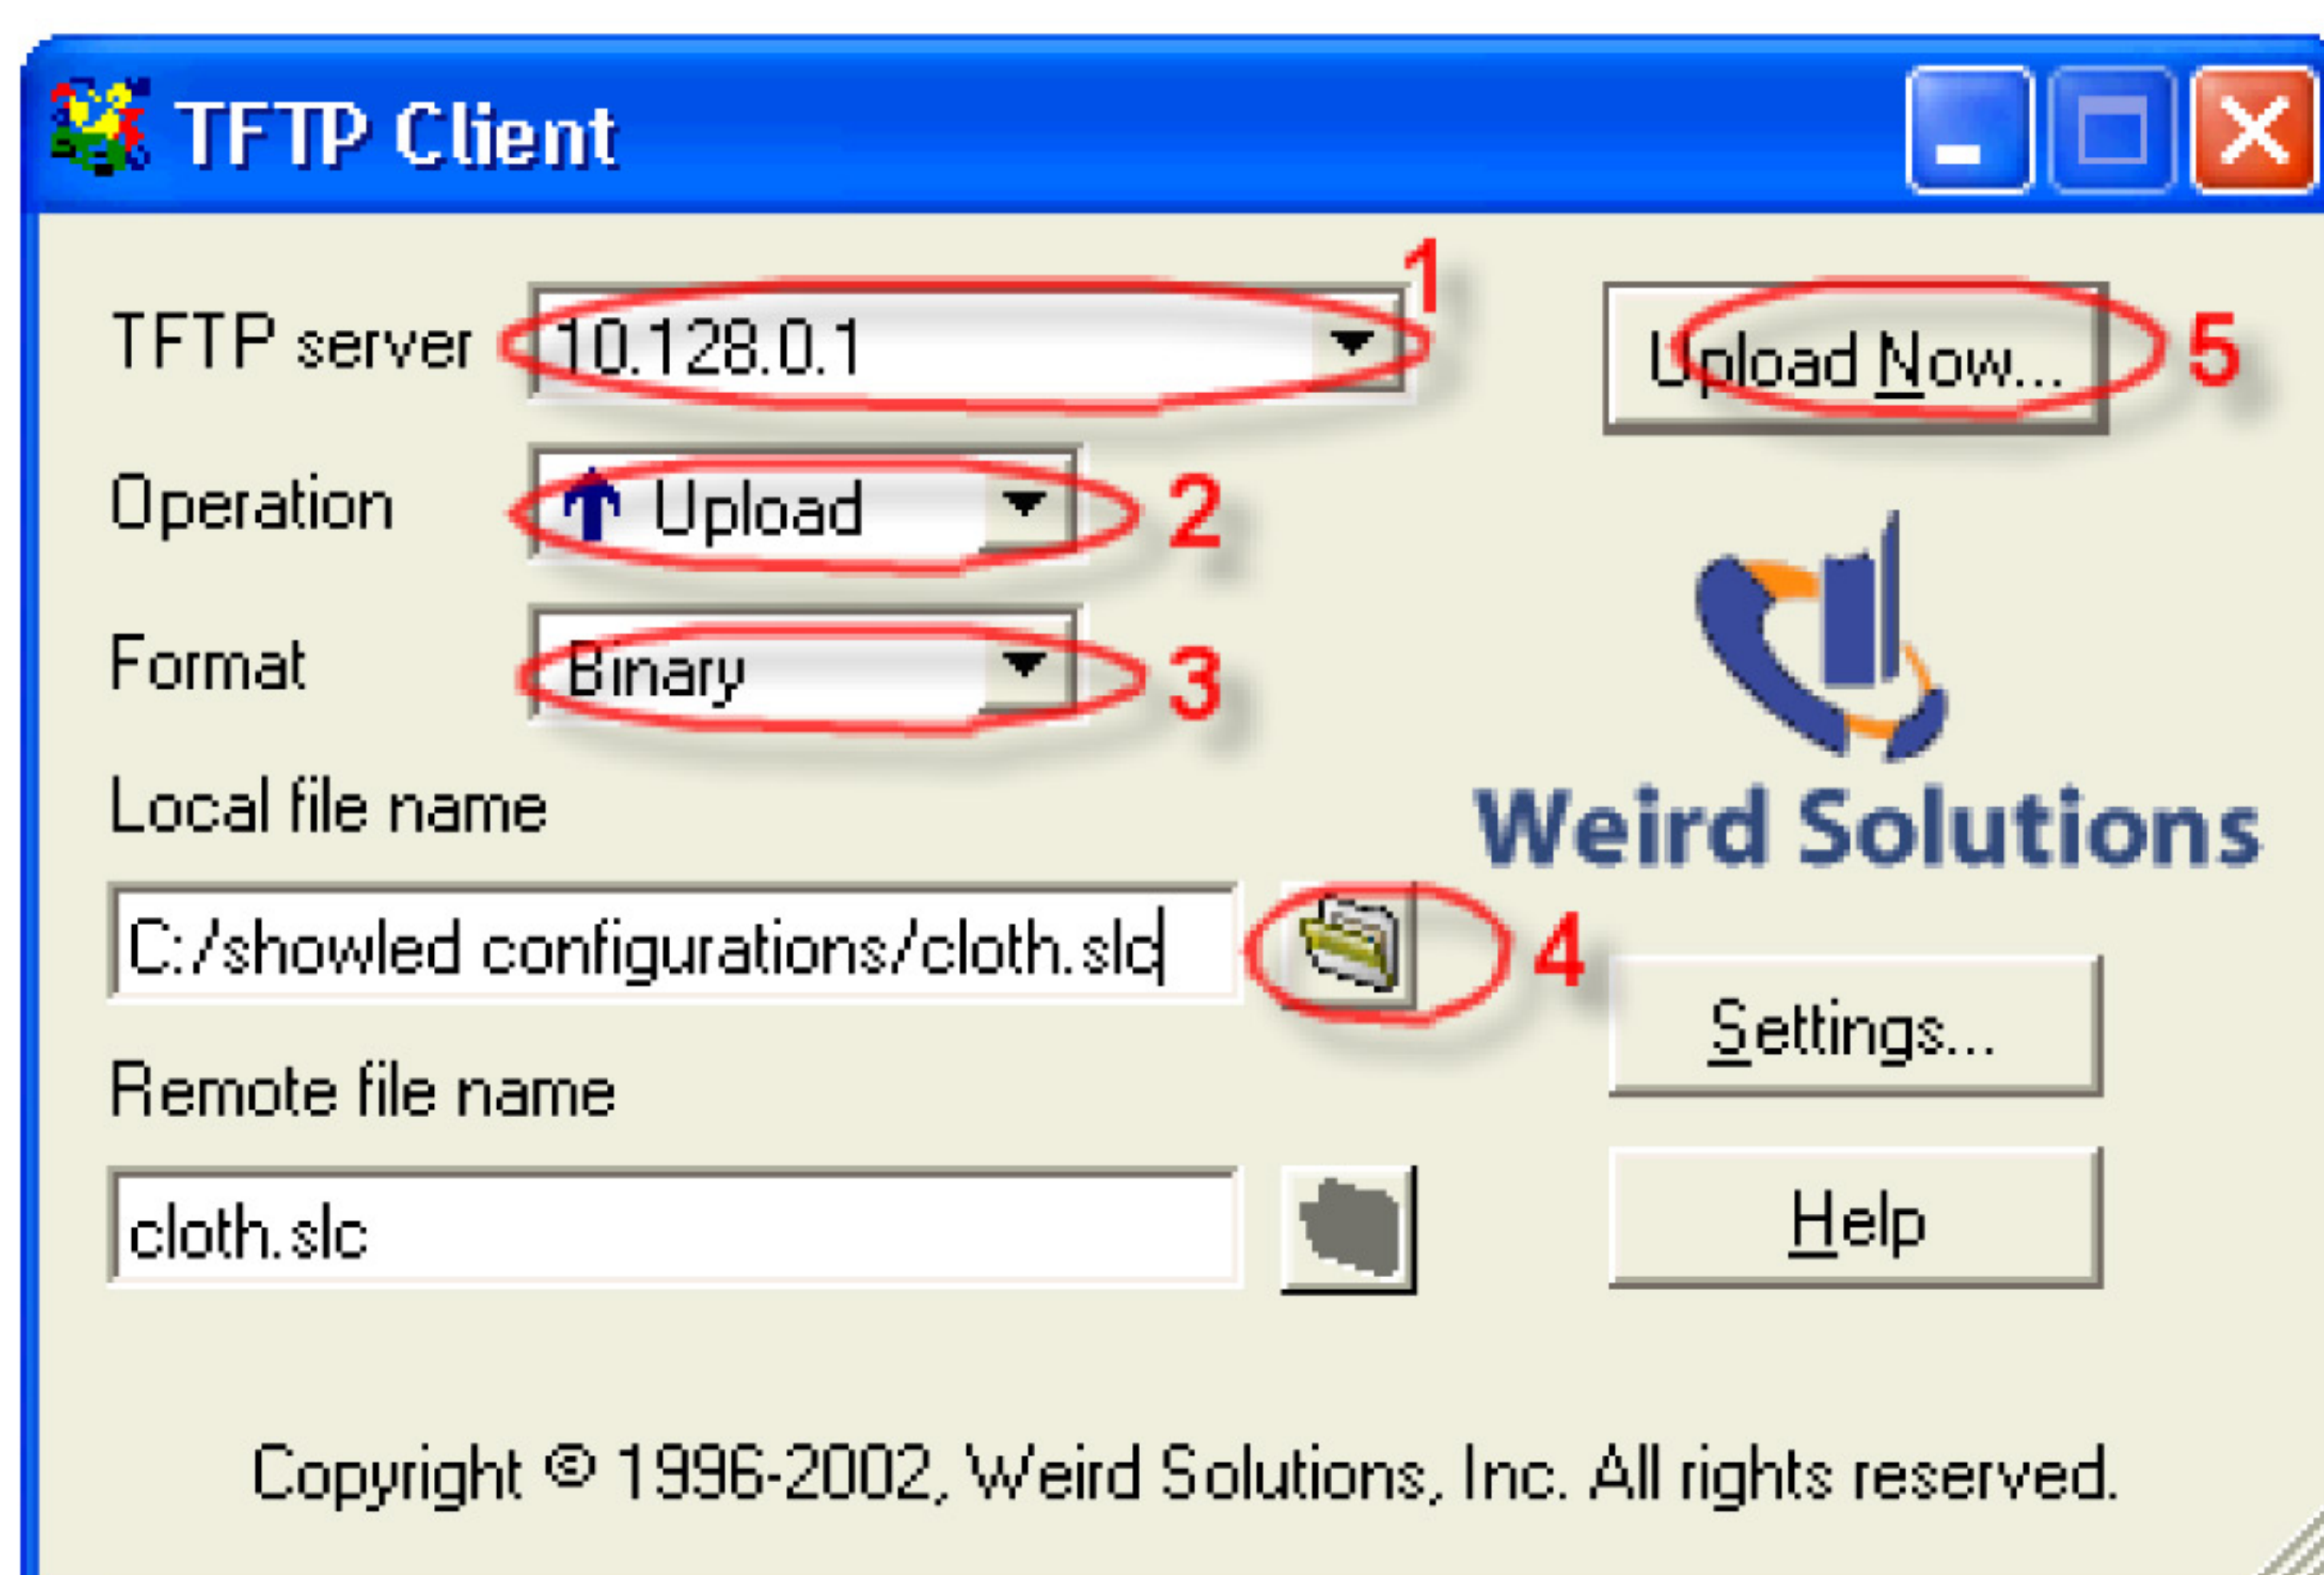 TFTP Client
1
TFTP server 10.128.0.1
Upload Now...
5
Operation Upload
2
Format Binary
3
Local file name
Weird Solutions
C:/showled configurations/cloth.slc
4
Settings...
Remote file name
cloth.slc
Help
Copyright © 1996-2002, Weird Solutions, Inc. All rights reserved.